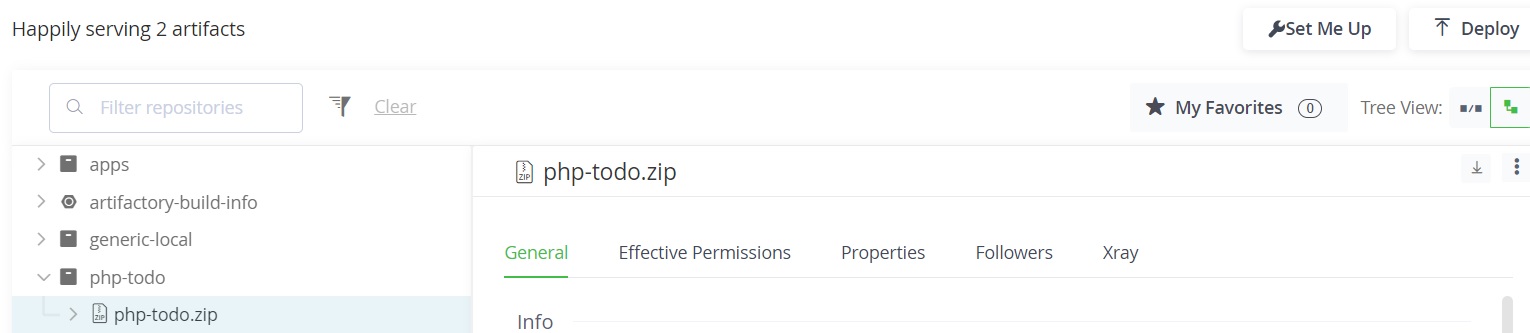 Happily serving 2 artifacts
Set Me Up
Deploy
Filter repositories
Clear
My Favorites 0
Tree View:
apps
artifactory-build-info
generic-local
php-todo
php-todo.zip
ZIP php-todo.zip
General Effective Permissions Properties Followers Xray
Info